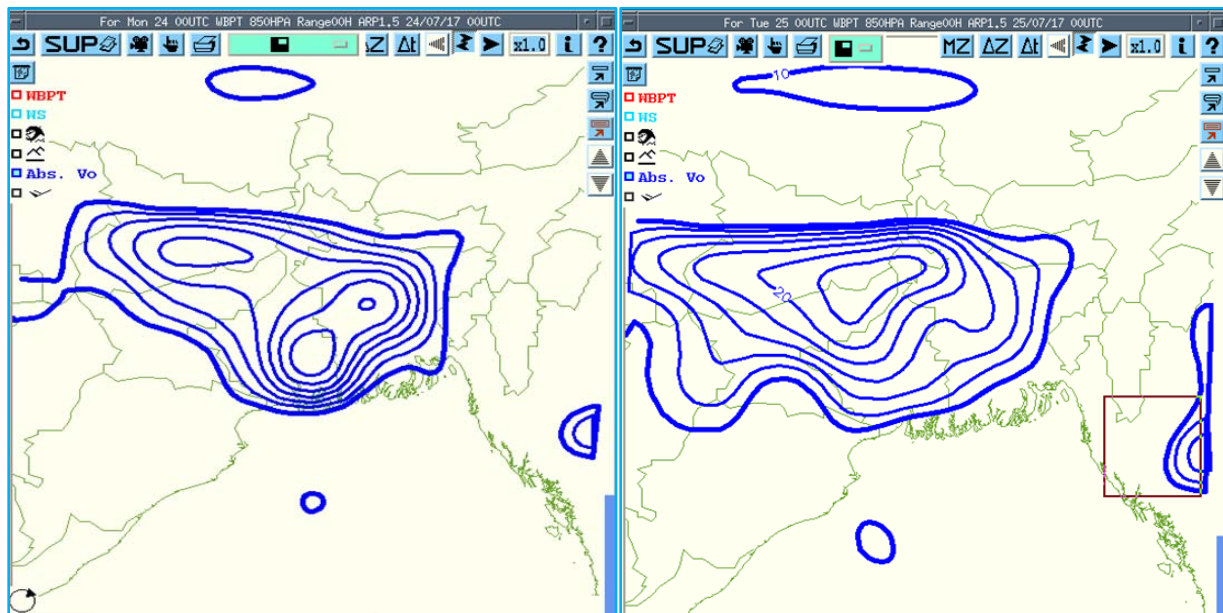 For Mon 24 00UTC WBPT 850HPA Range00H ARP1.5 24/07/17 00UTC
SUP ΔZ Δt x1.0 i ?
WBPT
WS
Abs. Vo
For Tue 25 00UTC WBPT 850HPA Range00H ARP1.5 25/07/17 00UTC
SUP MZ ΔZ Δt x1.0 i ?
WBPT
WS
Abs. Vo
10
20